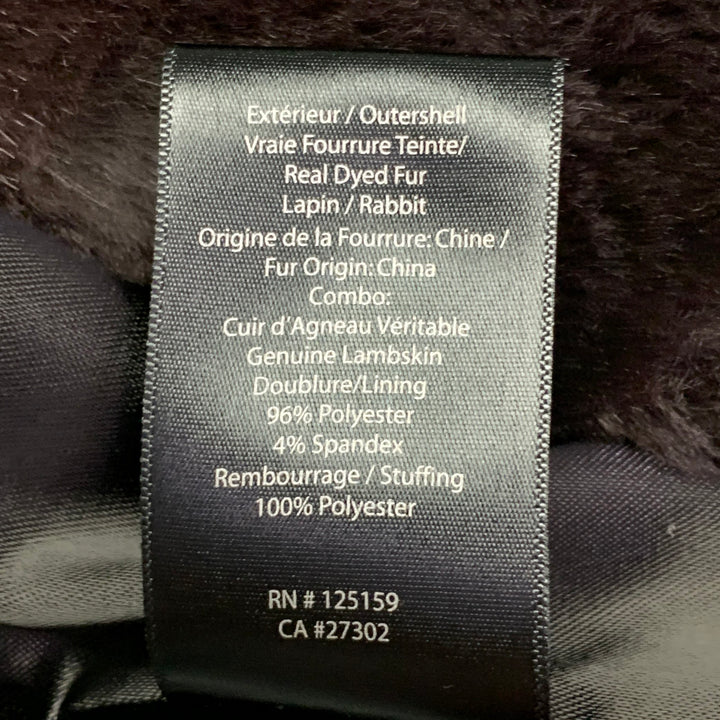 Extérieur / Outershell
Vraie Fourrure Teinte/
Real Dyed Fur
Lapin / Rabbit
Origine de la Fourrure: Chine /
Fur Origin: China
Combo:
Cuir d'Agneau Véritable
Genuine Lambskin
Doublure/Lining
96% Polyester
4% Spandex
Rembourrage / Stuffing
100% Polyester
RN # 125159
CA #27302